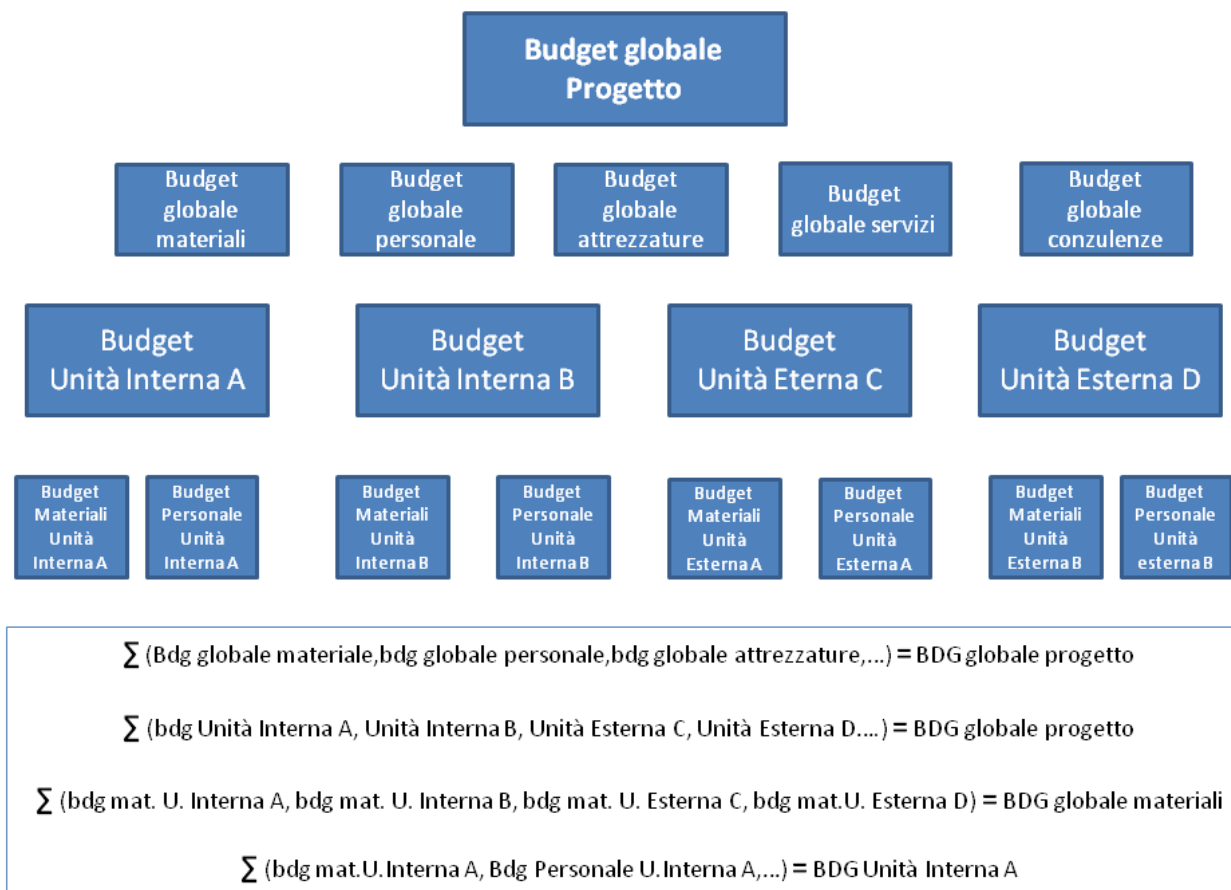 Budget globale
Progetto
Budget
globale
materiali
Budget
globale
personale
Budget
globale
attrezzature
Budget
globale servizi
Budget
globale
conzulenze
Budget
Unità Interna A
Budget
Unità Interna B
Budget
Unità Eterna C
Budget
Unità Esterna D
Budget
Materiali
Unità
Interna A
Budget
Personale
Unità
Interna A
Budget
Materiali
Unità
Interna B
Budget
Personale
Unità
Interna B
Budget
Materiali
Unità
Esterna A
Budget
Personale
Unità
Esterna A
Budget
Materiali
Unità
Esterna B
Budget
Personale
Unità
esterna B
∑ (Bdg globale materiale,bdg globale personale,bdg globale attrezzature,...) = BDG globale progetto
∑ (bdg Unità Interna A, Unità Interna B, Unità Esterna C, Unità Esterna D....) = BDG globale progetto
∑ (bdg mat. U. Interna A, bdg mat. U. Interna B, bdg mat. U. Esterna C, bdg mat.U. Esterna D) = BDG globale materiali
∑ (bdg mat.U.Interna A, Bdg Personale U.Interna A,...) = BDG Unità Interna A